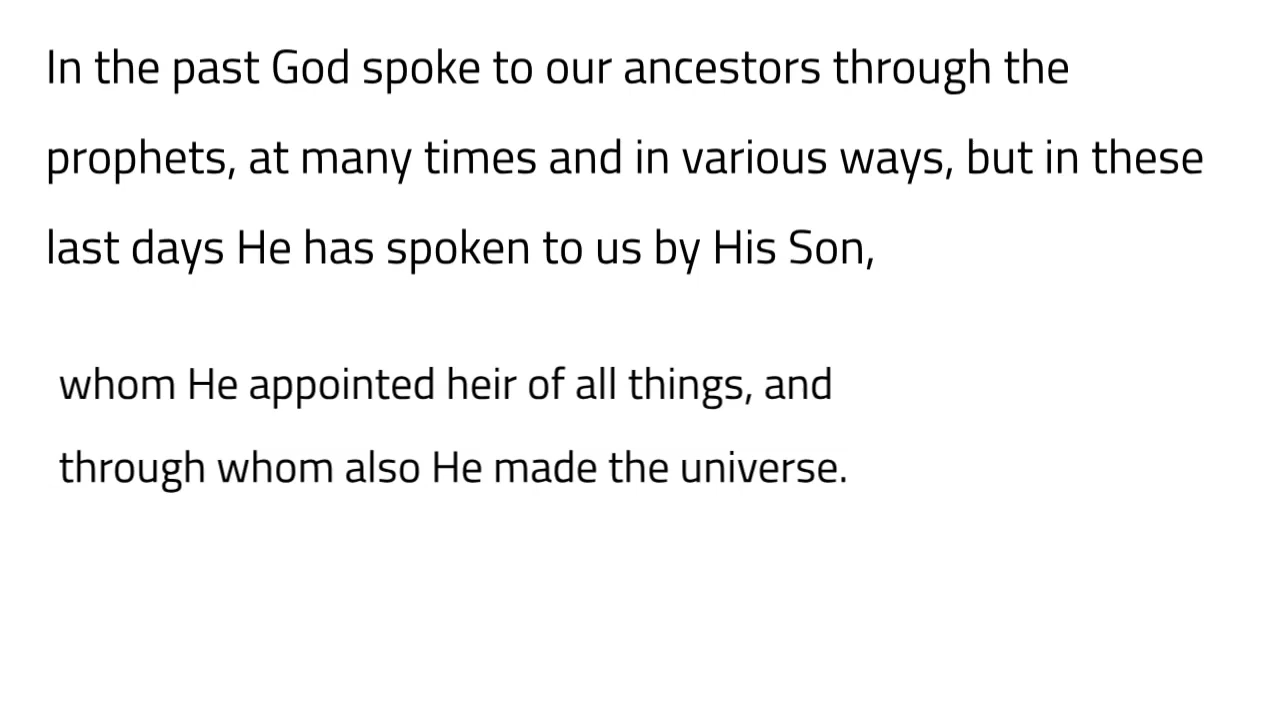 In the past God spoke to our ancestors through the
prophets, at many times and in various ways, but in these
last days He has spoken to us by His Son,
whom He appointed heir of all things, and
through whom also He made the universe.